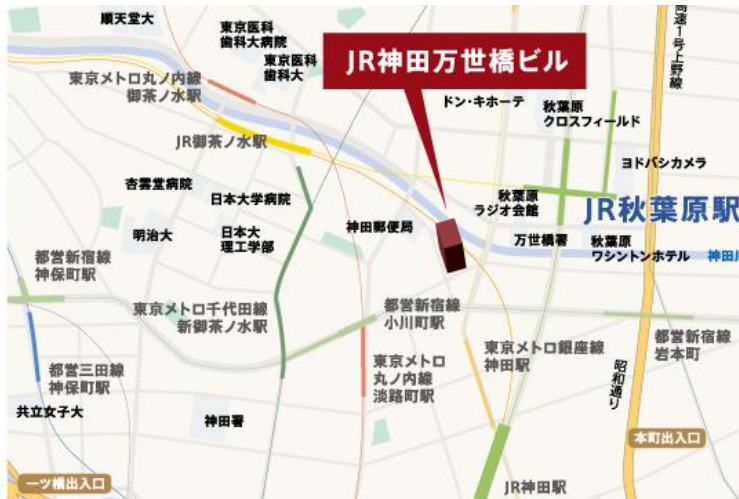 順天堂大
東京医科
歯科大病院
東京医科
歯科大
高速1号上野線
JR神田万世橋ビル
東京メトロ丸ノ内線
御茶ノ水駅
ドン・キホーテ
秋葉原
クロスフィールド
JR御茶ノ水駅
ヨドバシカメラ
杏雲堂病院
日本大学病院
秋葉原
ラジオ会館
JR秋葉原駅
明治大
日本大
理工学部
神田郵便局
万世橋署
秋葉原
ワシントンホテル
神田川
都営新宿線
神保町駅
東京メトロ千代田線
新御茶ノ水駅
都営新宿線
小川町駅
都営三田線
神保町駅
東京メトロ
丸ノ内線
淡路町駅
東京メトロ銀座線
神田駅
都営新宿線
岩本町
昭和通り
共立女子大
神田署
本町出入口
一ツ橋出入口
JR神田駅